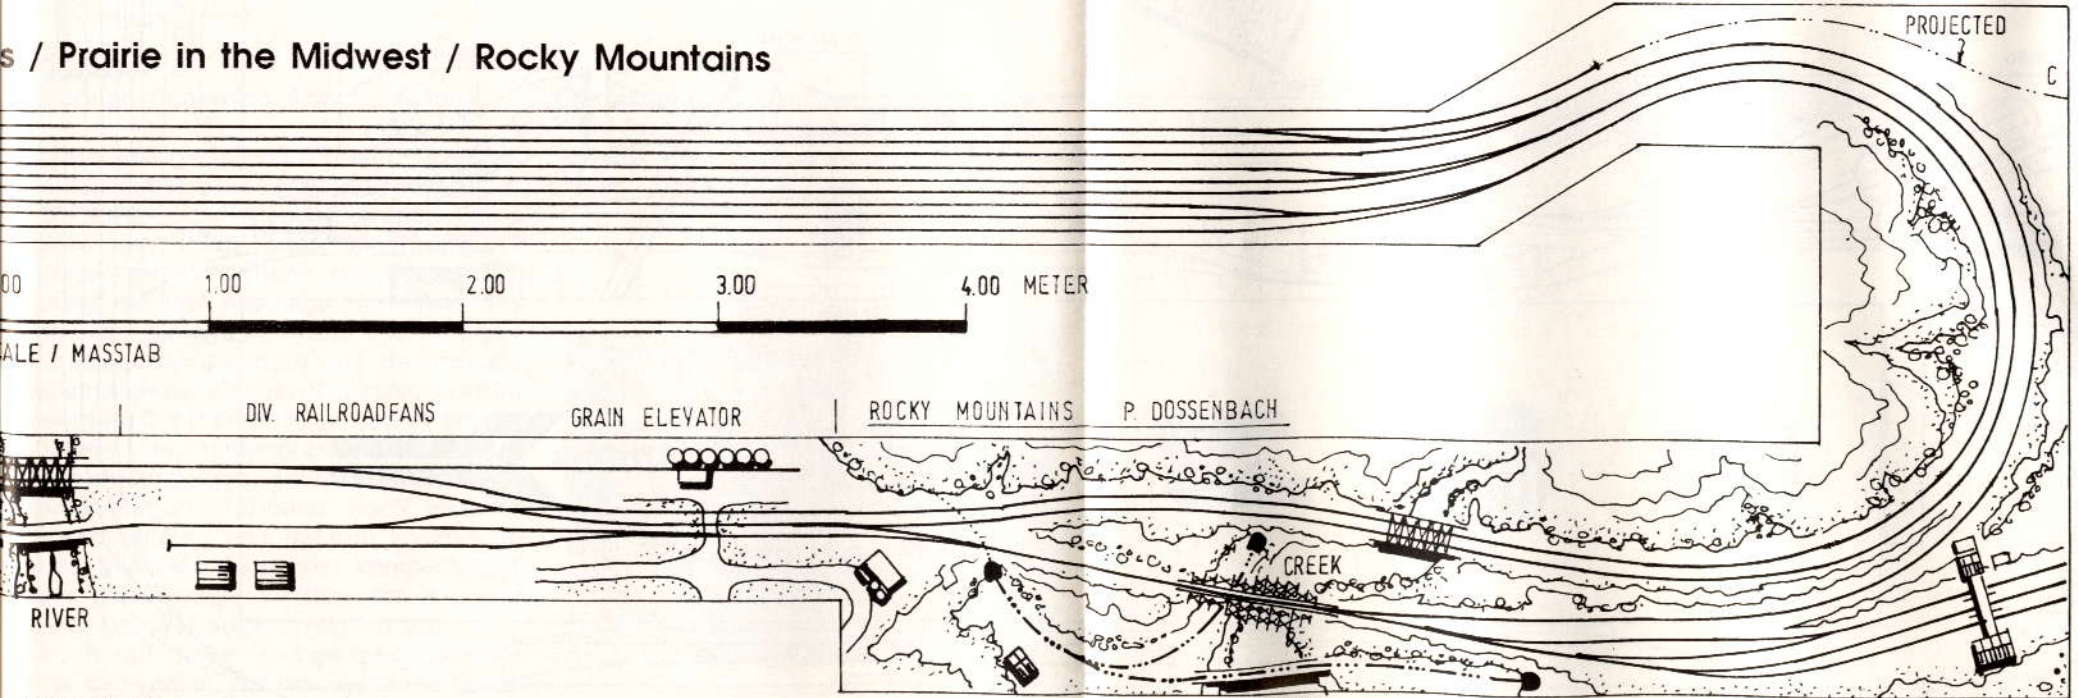 s / Prairie in the Midwest / Rocky Mountains
PROJECTED
C
00 1.00 2.00 3.00 4.00 METER
ALE / MASSTAB
DIV. RAILROADFANS GRAIN ELEVATOR ROCKY MOUNTAINS P. DOSSENBACH
CREEK
RIVER